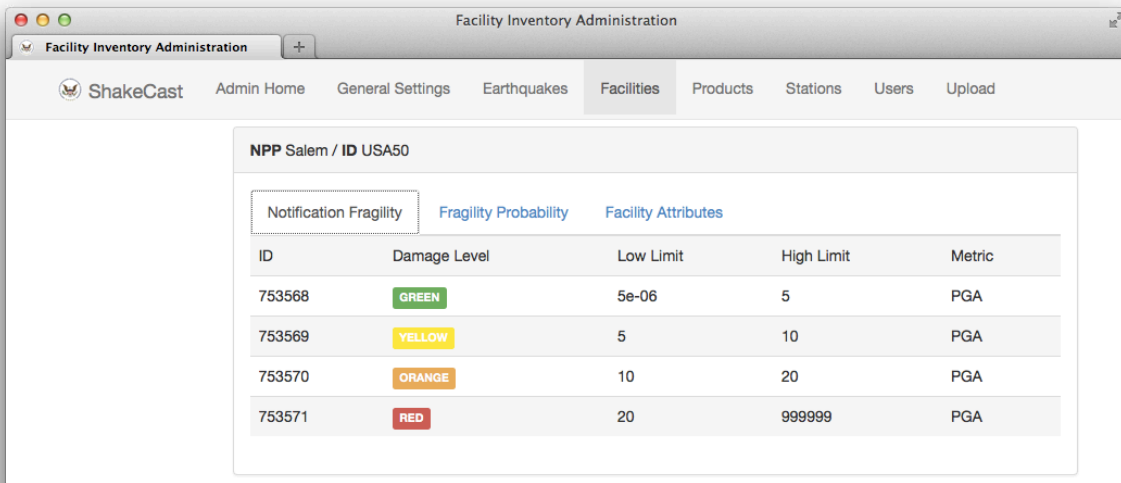 Facility Inventory Administration
Facility Inventory Administration
ShakeCast Admin Home General Settings Earthquakes Facilities Products Stations Users Upload
NPP Salem / ID USA50
Notification Fragility Fragility Probability Facility Attributes
ID Damage Level Low Limit High Limit Metric
753568 GREEN 5e-06 5 PGA
753569 YELLOW 5 10 PGA
753570 ORANGE 10 20 PGA
753571 RED 20 999999 PGA